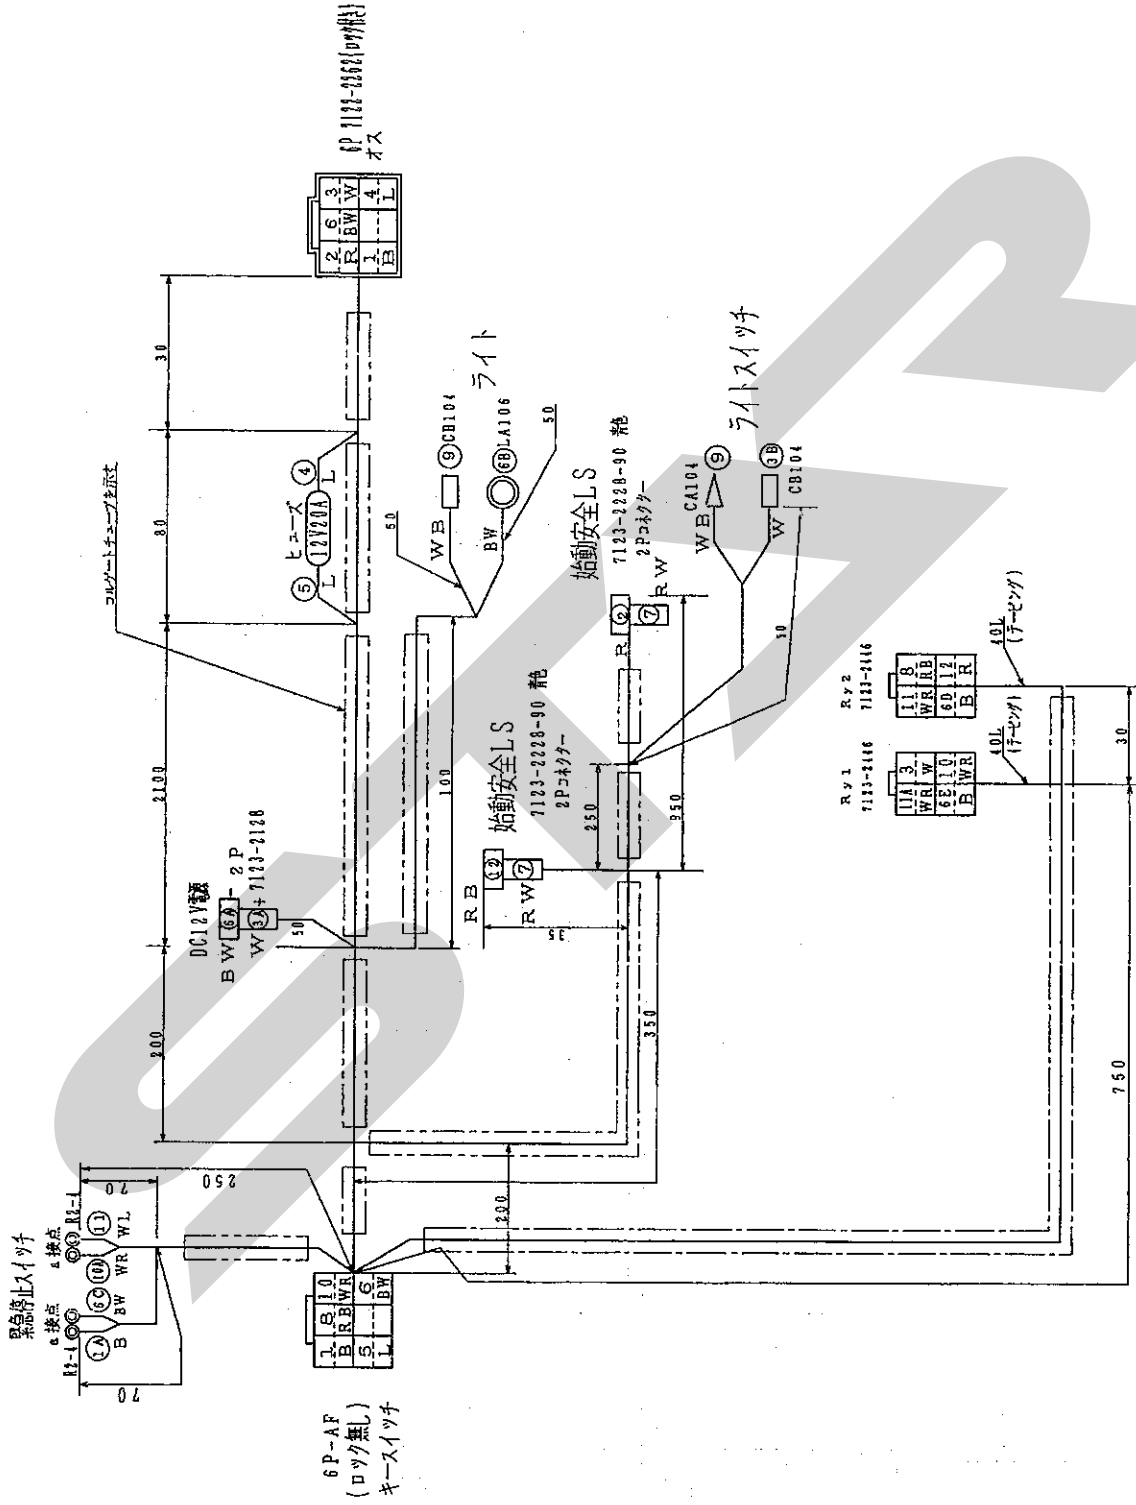 緊急停止スイッチ
a接点
a接点
R2-4
R2-4
1A
6C
10A
11
B
BW
WR
WL
70
70
250
6P-AF
(ロック無し)
キースイッチ
1 8 10
B RB WR
5 6
L BW
DC12V電源
BW 6A - 2P
W 3A + 7123-2128
50
200
2100
80
30
コルゲートチューブを示す
ヒューズ
5 12V20A 4
L L
6P 7122-2262(ロック付き)
オス
2 6 3
R BW W
1 4
B L
100
50
WB 9 CB104
BW 6B LA106
ライト
50
始動安全LS
7123-2228-90 青色
2Pコネクター
RB 12
RW 7
35
250
950
350
200
始動安全LS
7123-2228-90 青色
2Pコネクター
R 2
7 RW
ライトスイッチ
WB CA104 9
W 3B
CB104
50
Ry1
7123-2446
11A 3
WR W
6E 10
B WR
40L
(テーピング)
Ry2
7123-2446
11 8
WR RB
6D 12
B R
40L
(テーピング)
30
750
STAR